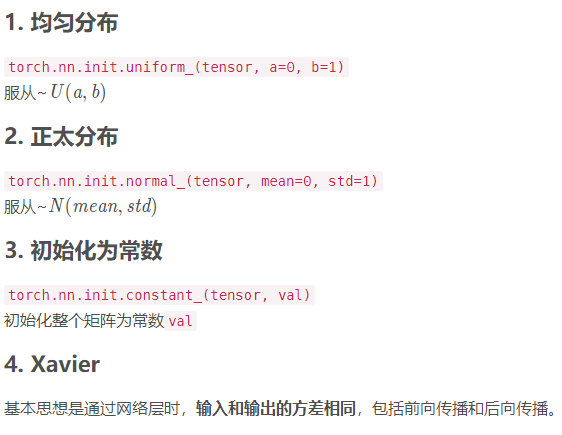 1. 均匀分布
torch.nn.init.uniform_(tensor, a=0, b=1)
服从~U(a, b)
2. 正太分布
torch.nn.init.normal_(tensor, mean=0, std=1)
服从~N(mean, std)
3. 初始化为常数
torch.nn.init.constant_(tensor, val)
初始化整个矩阵为常数val
4. Xavier
基本思想是通过网络层时，输入和输出的方差相同，包括前向传播和后向传播。